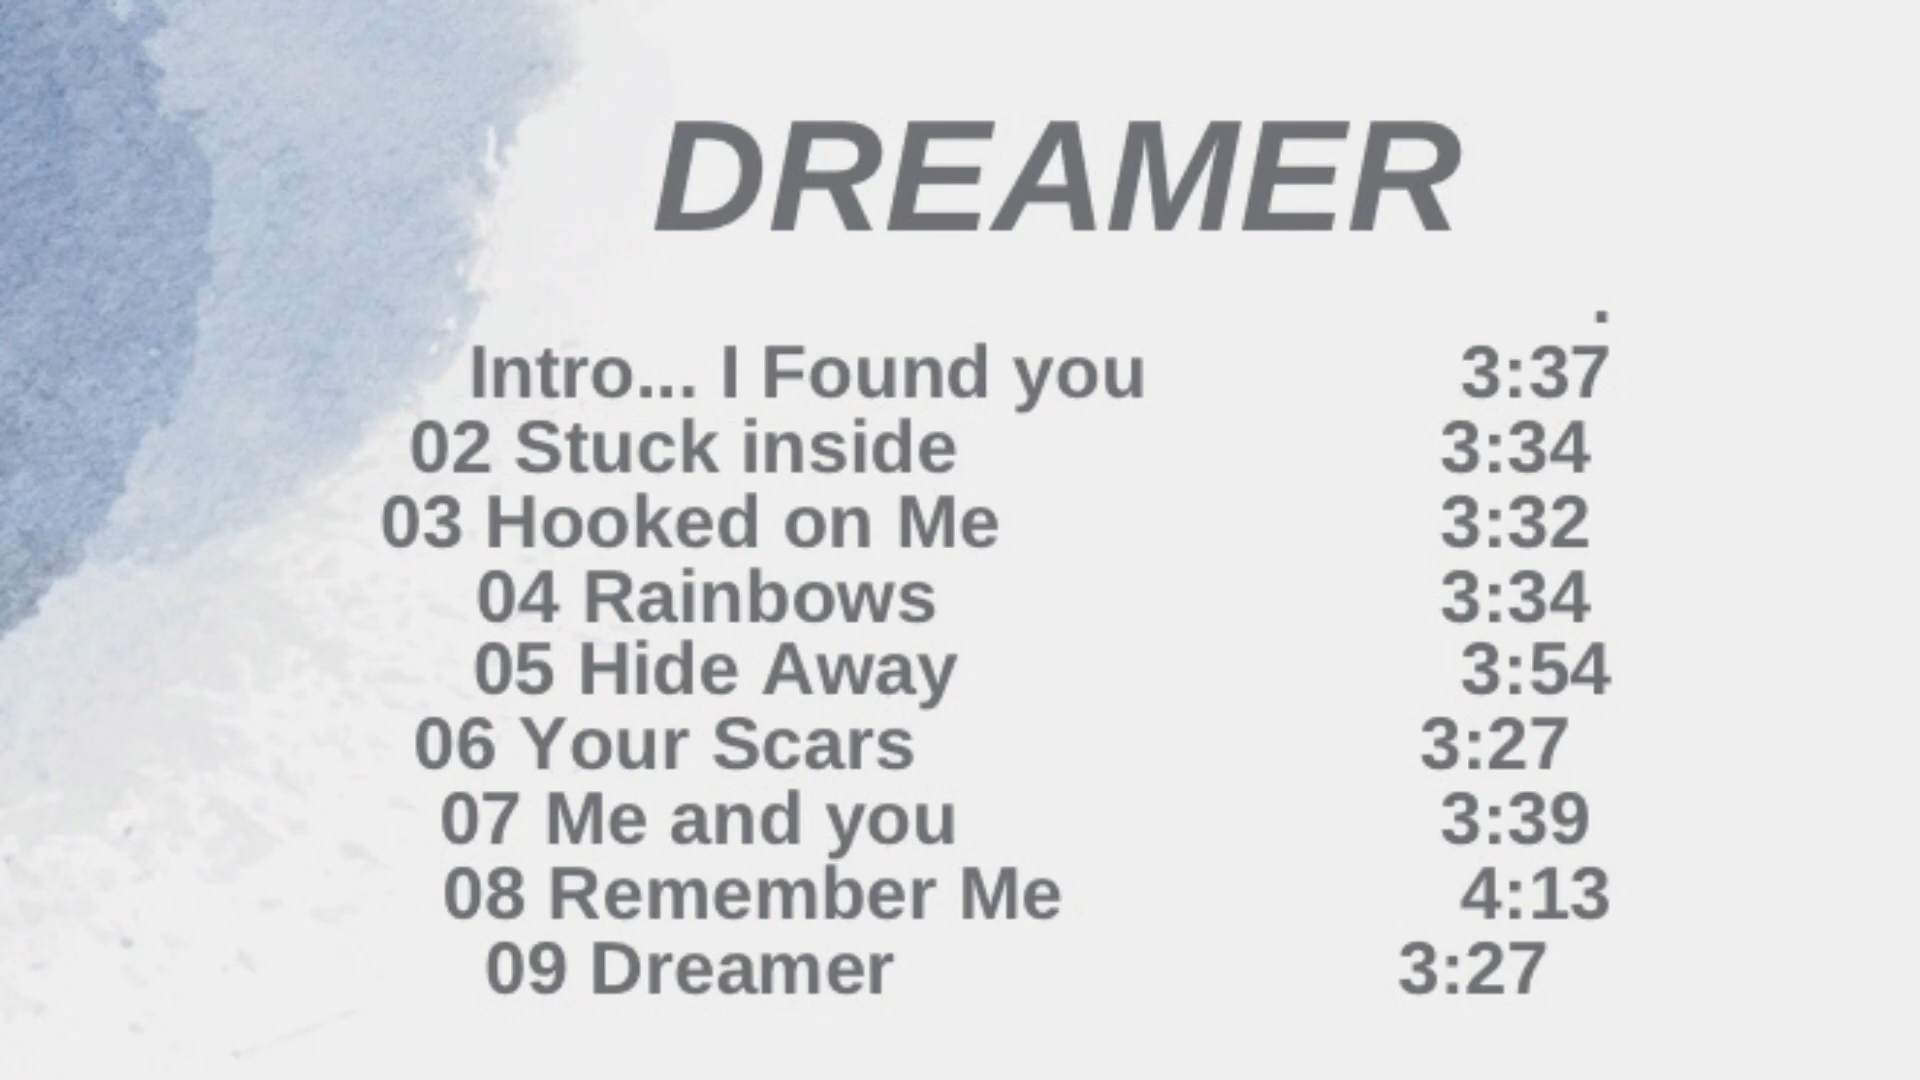 DREAMER
.
Intro... I Found you 3:37
02 Stuck inside 3:34
03 Hooked on Me 3:32
04 Rainbows 3:34
05 Hide Away 3:54
06 Your Scars 3:27
07 Me and you 3:39
08 Remember Me 4:13
09 Dreamer 3:27